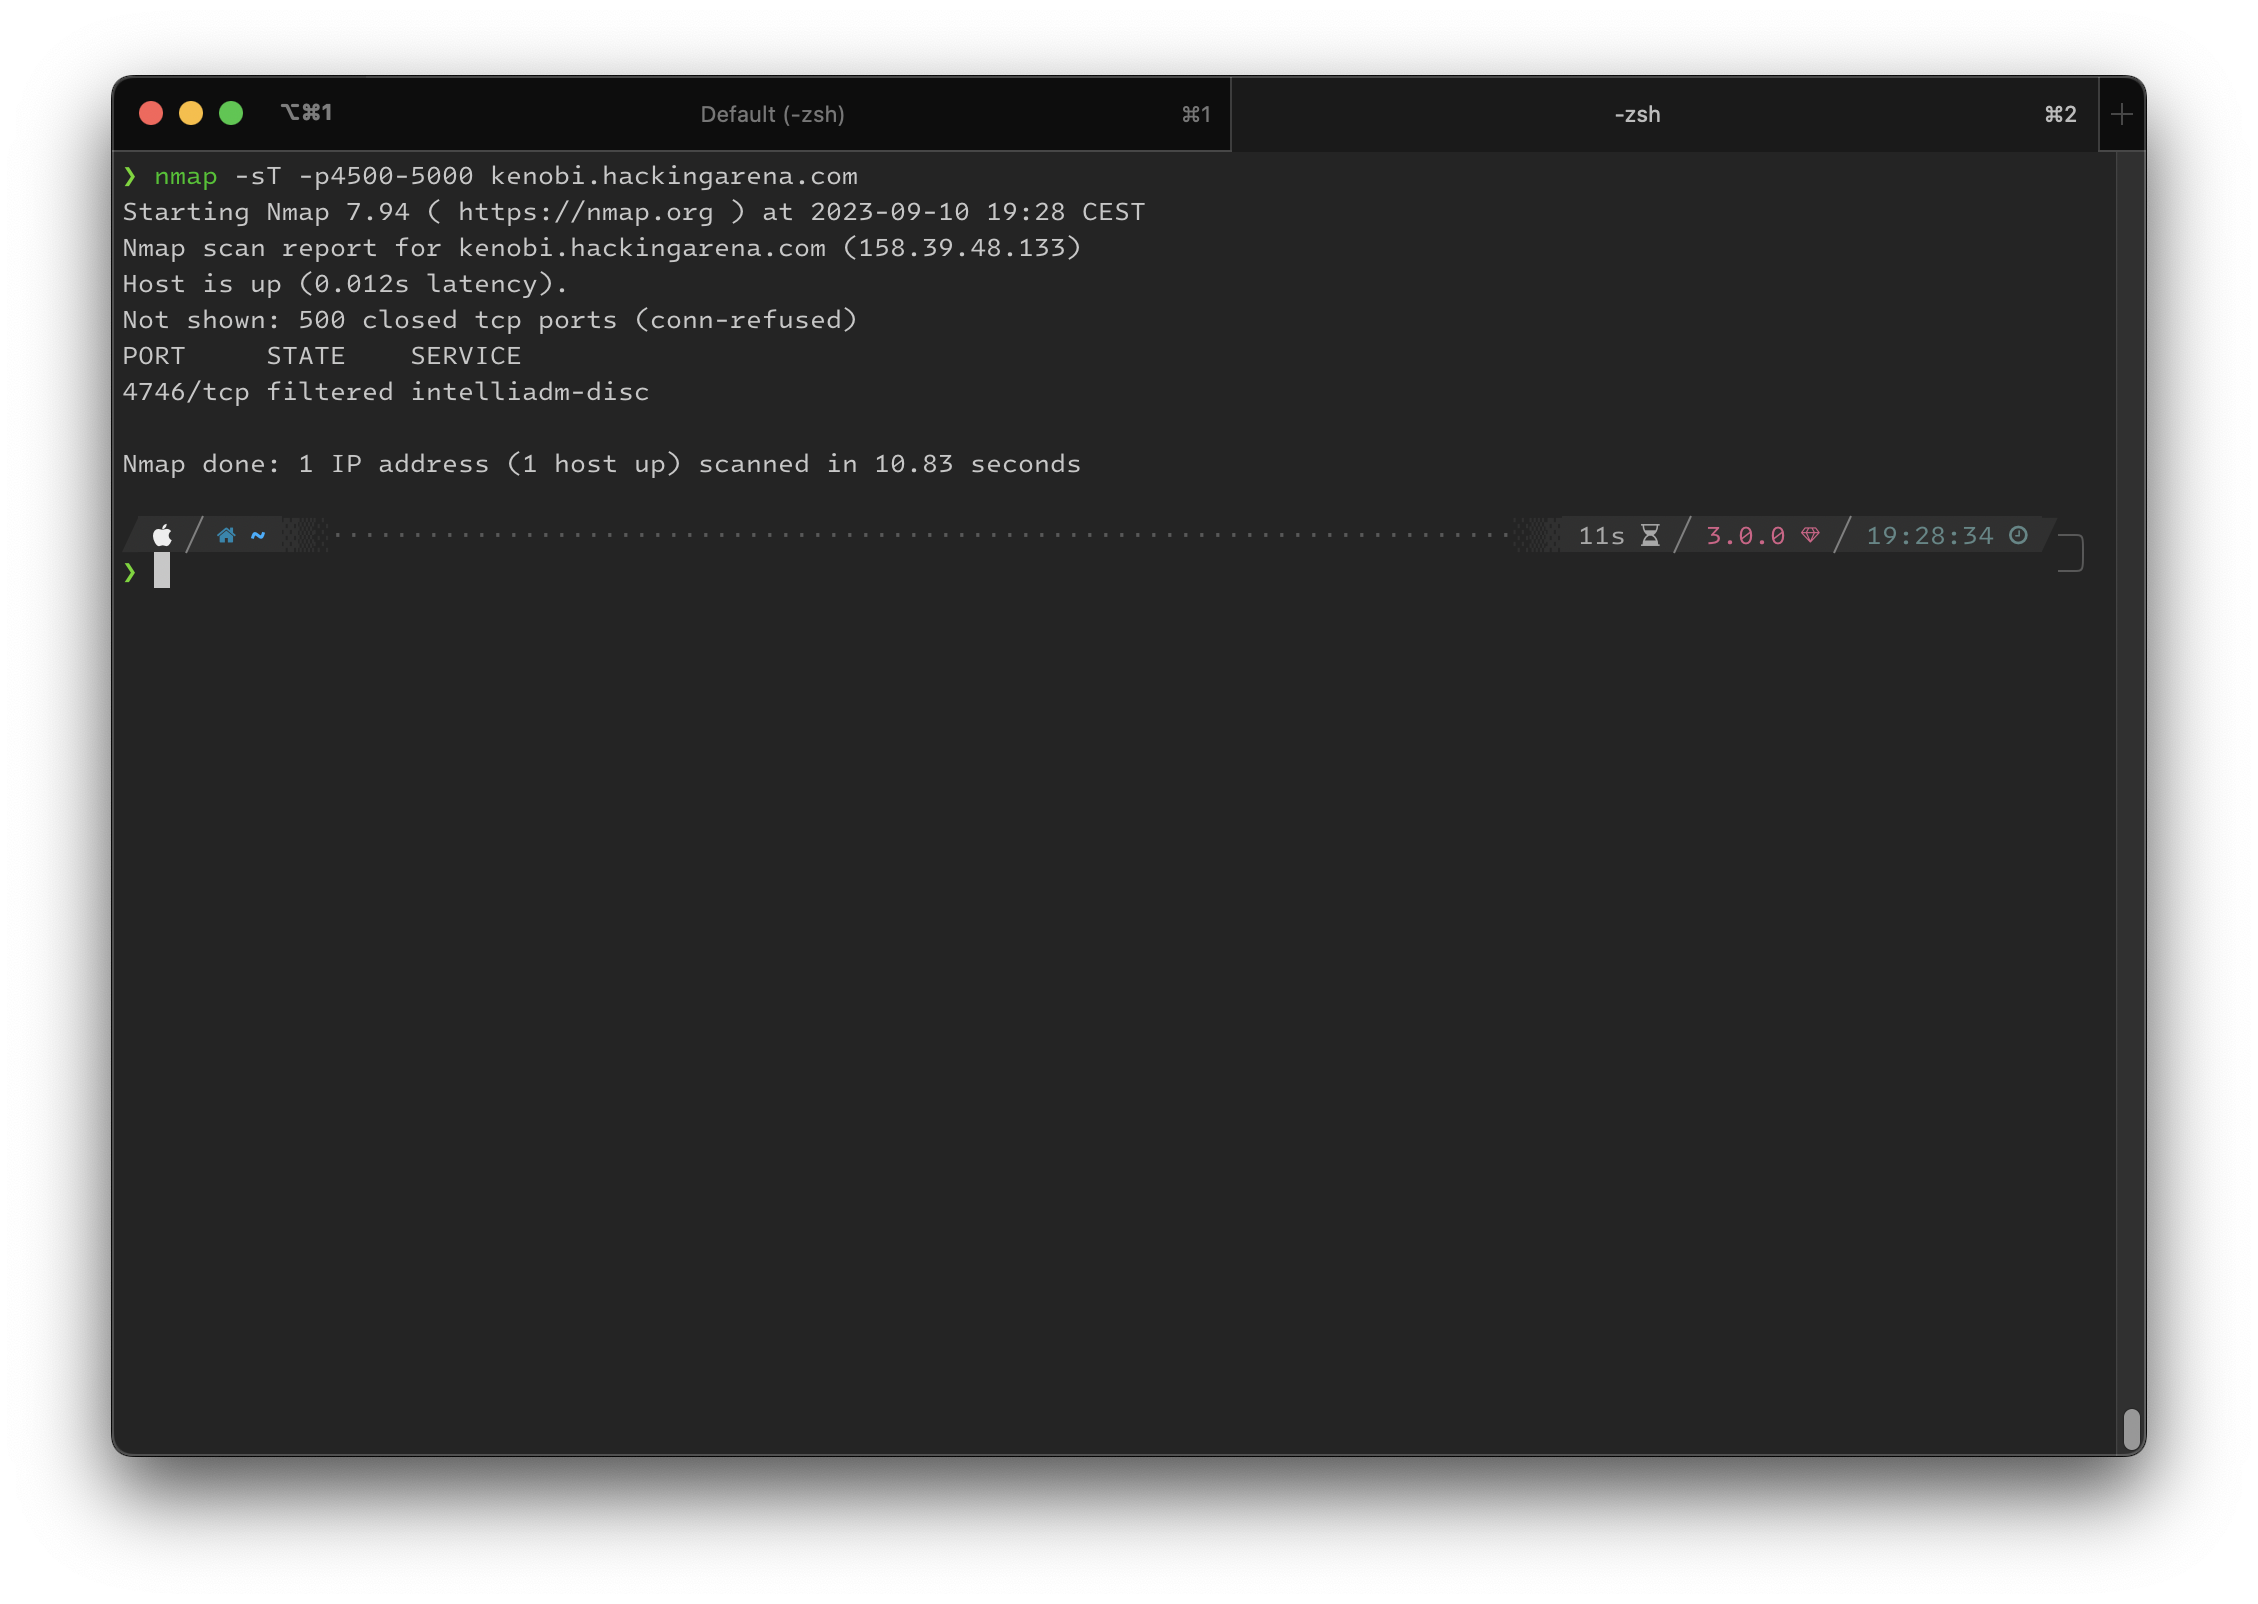 ⌥⌘1 Default (-zsh) ⌘1 -zsh ⌘2 +
❯ nmap -sT -p4500-5000 kenobi.hackingarena.com
Starting Nmap 7.94 ( https://nmap.org ) at 2023-09-10 19:28 CEST
Nmap scan report for kenobi.hackingarena.com (158.39.48.133)
Host is up (0.012s latency).
Not shown: 500 closed tcp ports (conn-refused)
PORT     STATE    SERVICE
4746/tcp filtered intelliadm-disc
Nmap done: 1 IP address (1 host up) scanned in 10.83 seconds
~ 11s 3.0.0 19:28:34
❯